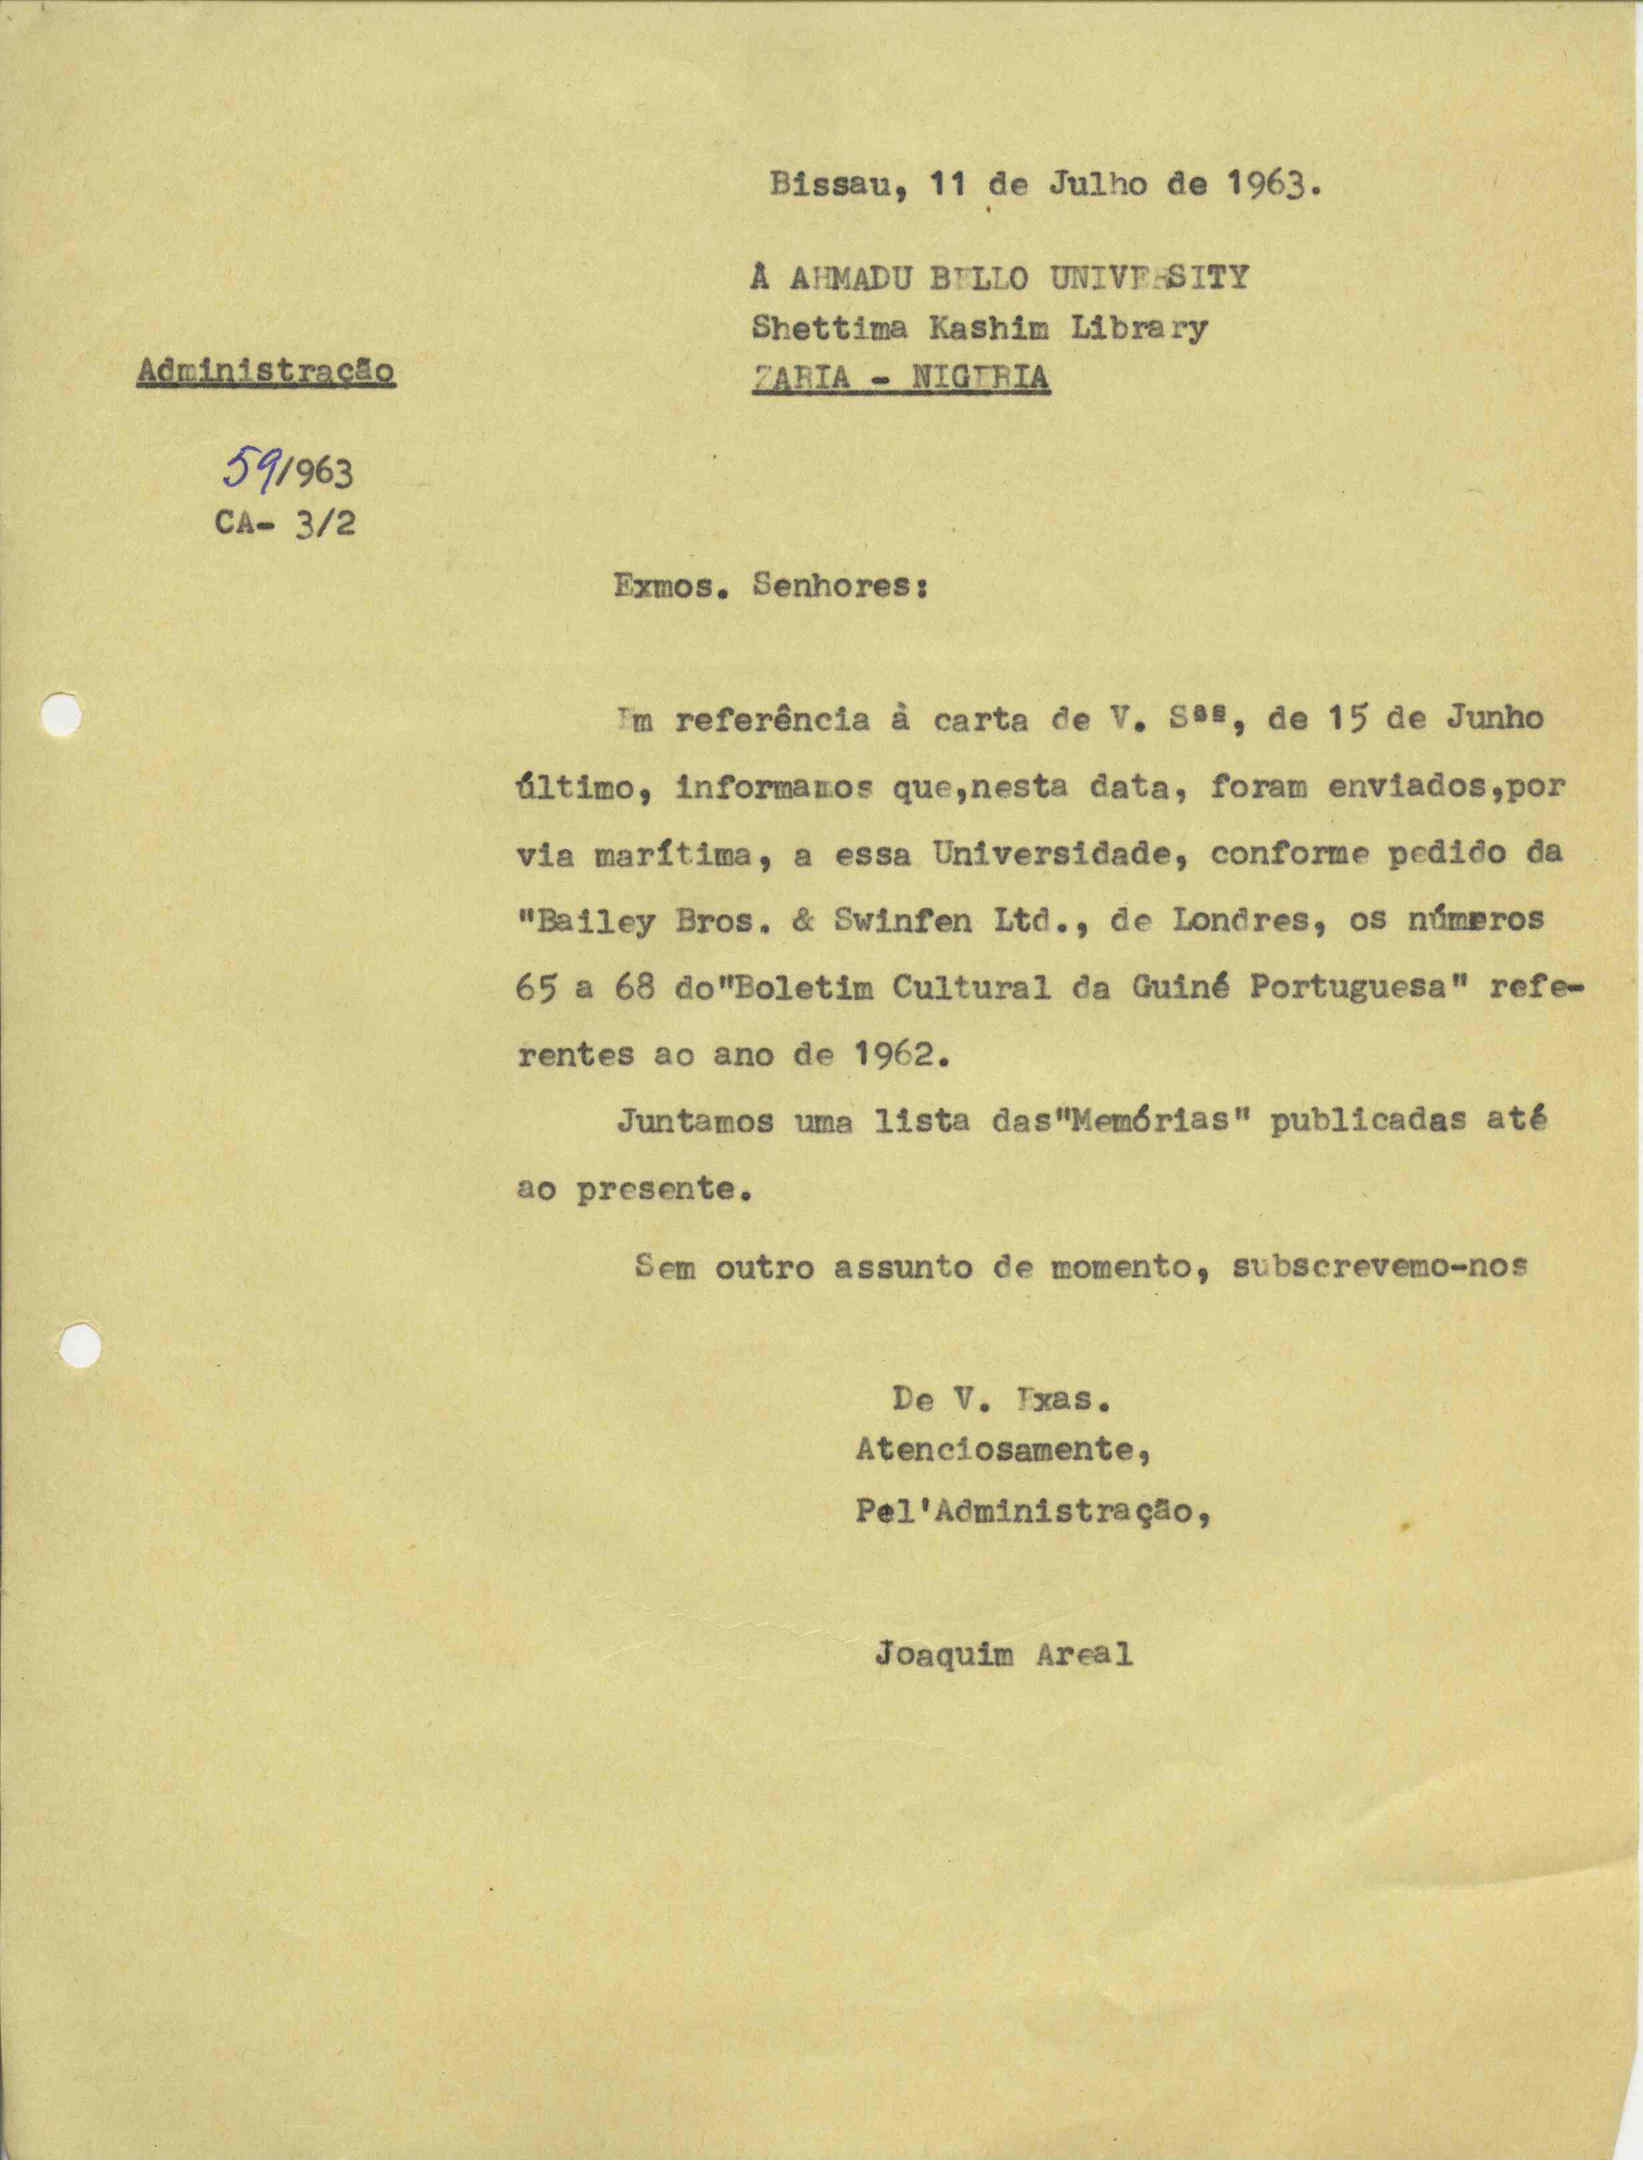 Bissau, 11 de Julho de 1963.
À AHMADU BELLO UNIVERSITY
Shettima Kashim Library
ZARIA - NIGERIA
Administração
59/963
CA- 3/2
Exmos. Senhores:
Em referência à carta de V. Sªs, de 15 de Junho
último, informamos que,nesta data, foram enviados,por
via marítima, a essa Universidade, conforme pedido da
"Bailey Bros. & Swinfen Ltd., de Londres, os números
65 a 68 do"Boletim Cultural da Guiné Portuguesa" refe-
rentes ao ano de 1962.
Juntamos uma lista das"Memórias" publicadas até
ao presente.
Sem outro assunto de momento, subscrevemo-nos
De V. Exas.
Atenciosamente,
Pel'Administração,
Joaquim Areal